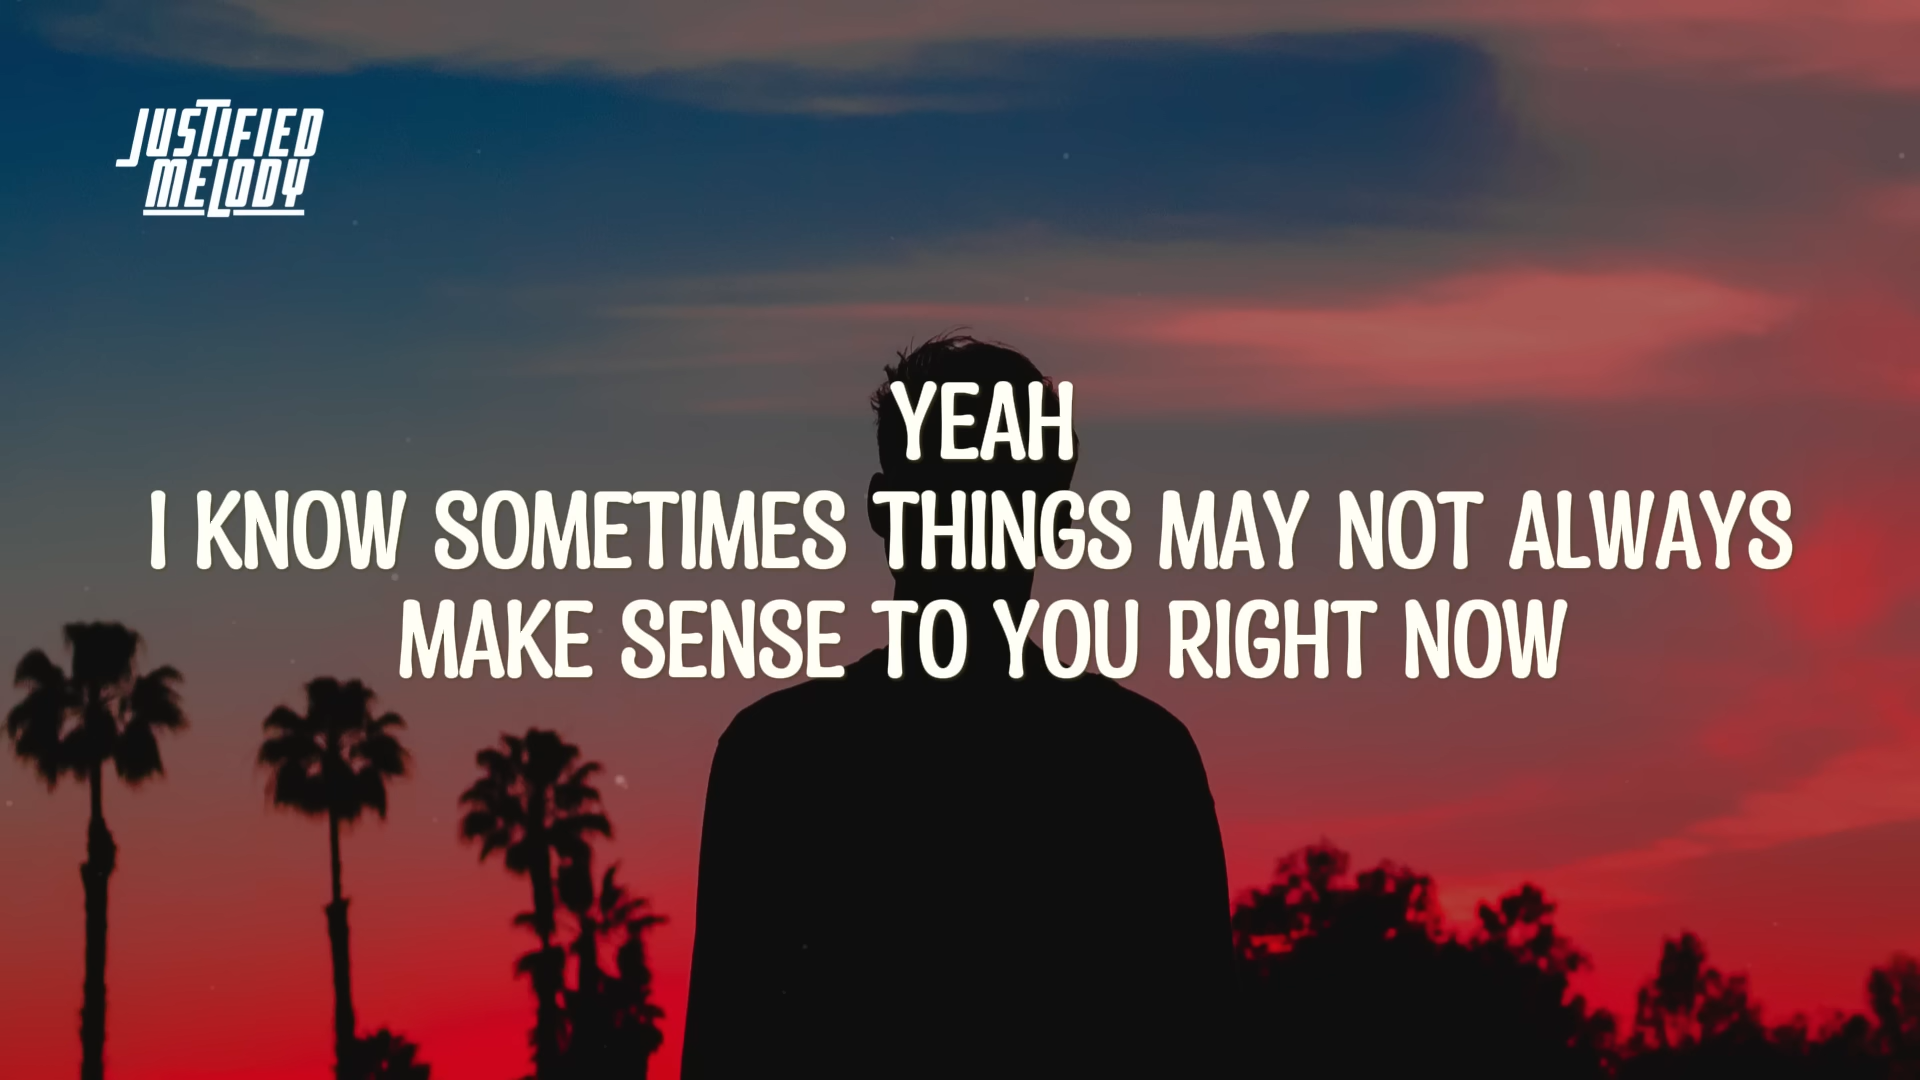 JUSTIFIED
MELODY
YEAH
I KNOW SOMETIMES THINGS MAY NOT ALWAYS
MAKE SENSE TO YOU RIGHT NOW